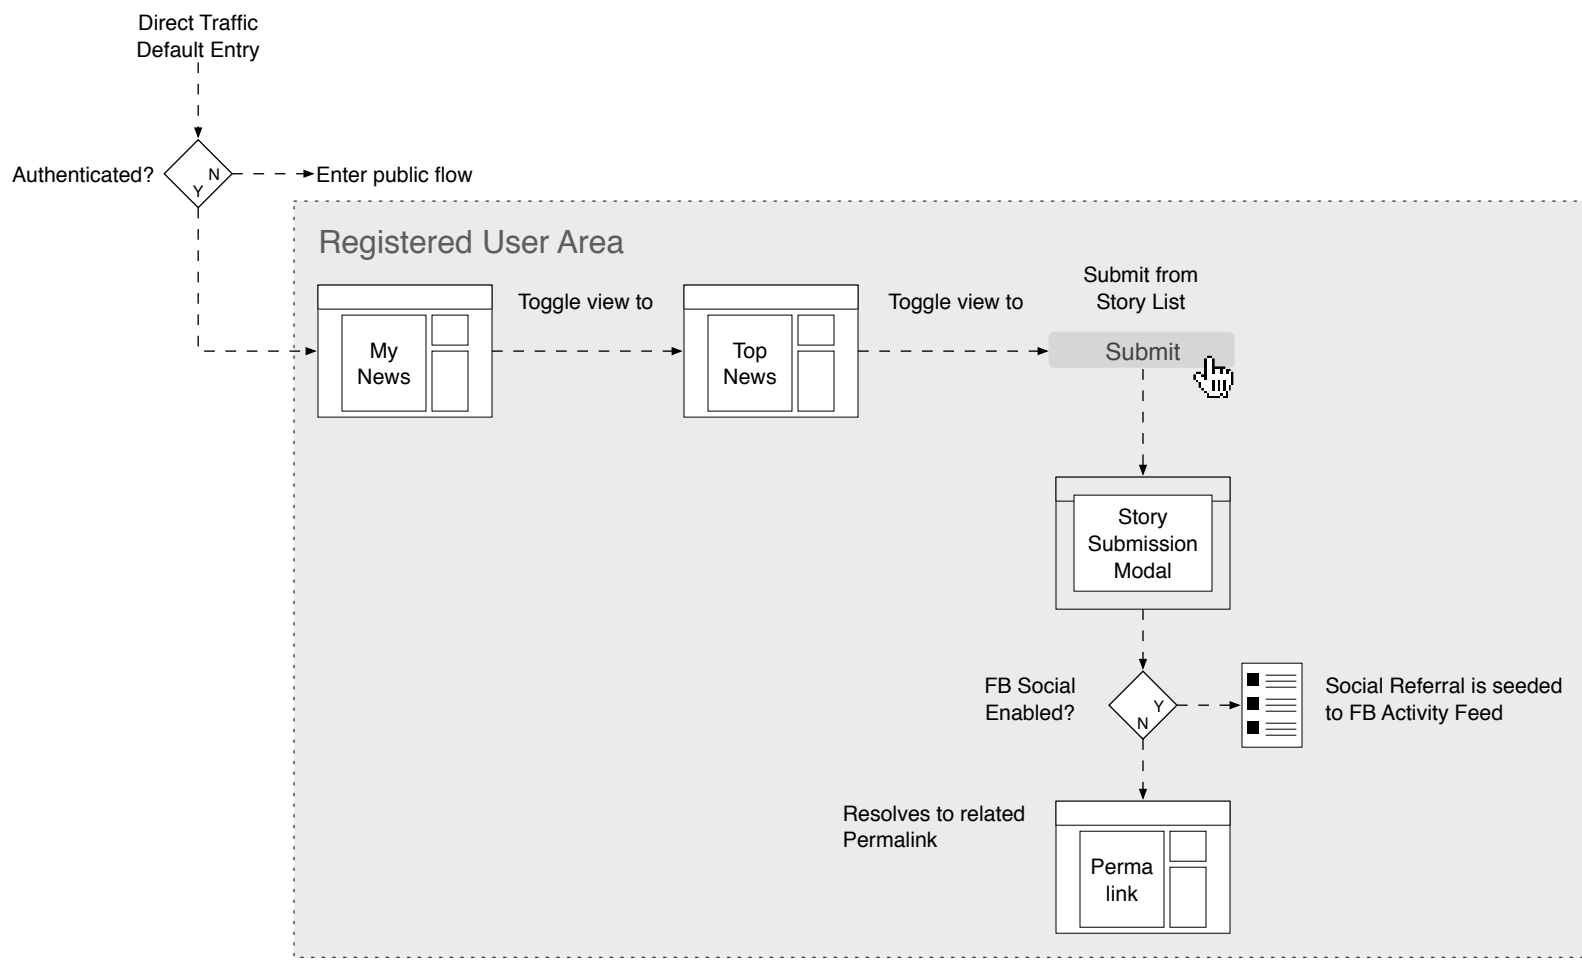 Direct Traffic
Default Entry
Authenticated?
N
Y
Enter public flow
Registered User Area
My
News
Toggle view to
Top
News
Toggle view to
Submit from
Story List
Submit
Story
Submission
Modal
FB Social
Enabled?
Y
N
Social Referral is seeded
to FB Activity Feed
Resolves to related
Permalink
Perma
link